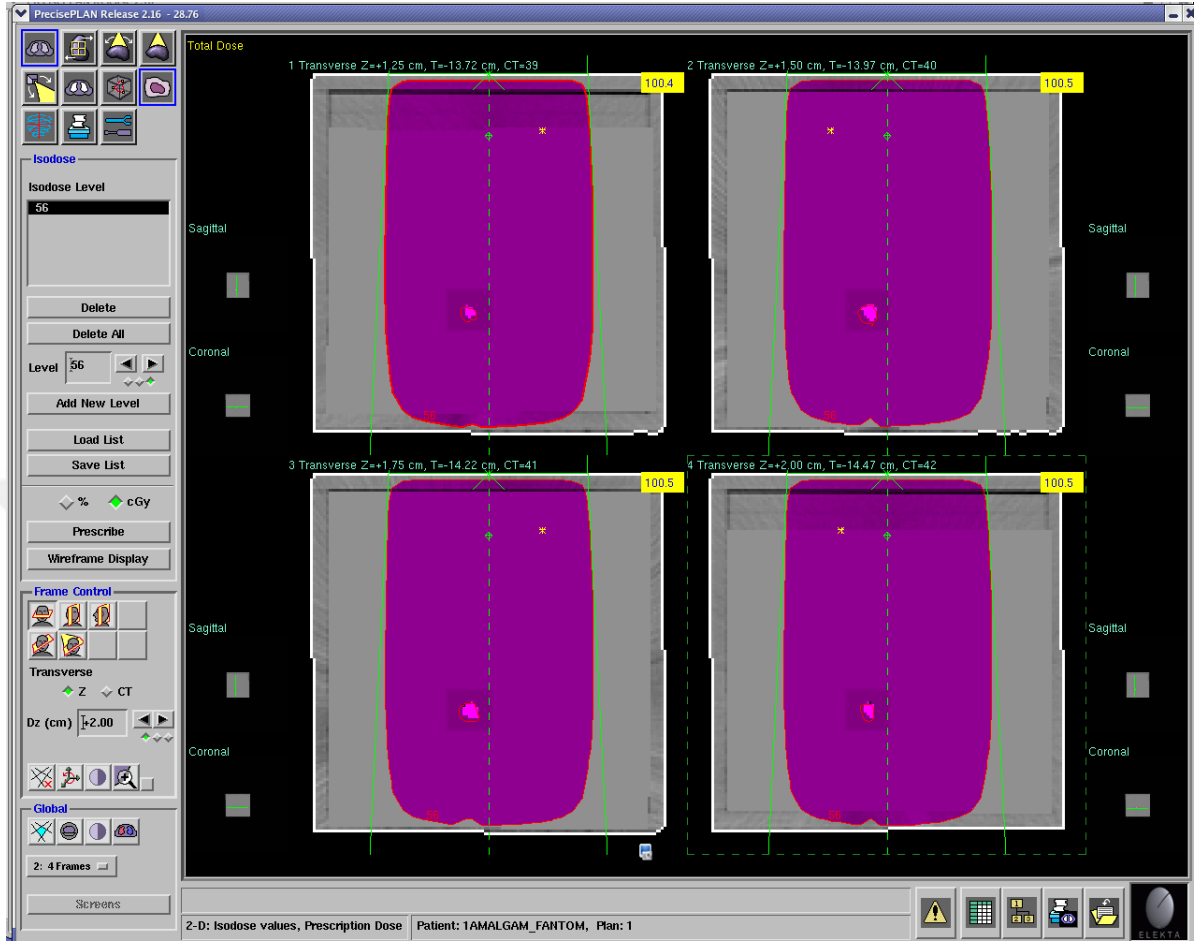 PrecisePLAN Release 2.16 - 28.76
Total Dose
1 Transverse Z=+1,25 cm, T=-13.72 cm, CT=39
100.4
2 Transverse Z=+1,50 cm, T=-13.97 cm, CT=40
100.5
Isodose
Isodose Level
56
Sagittal
Sagittal
Delete
Delete All
Coronal
Coronal
Level 56
Add New Level
56
56
Load List
Save List
3 Transverse Z=+1,75 cm, T=-14.22 cm, CT=41
100.5
4 Transverse Z=+2,00 cm, T=-14.47 cm, CT=42
100.5
% cGy
Prescribe
Wireframe Display
Frame Control
Sagittal
Sagittal
Transverse
Z CT
Dz (cm) +2.00
Coronal
Coronal
56
Global
2: 4 Frames
Screens
2-D: Isodose values, Prescription Dose
Patient: 1AMALGAM_FANTOM, Plan: 1
ELEKTA